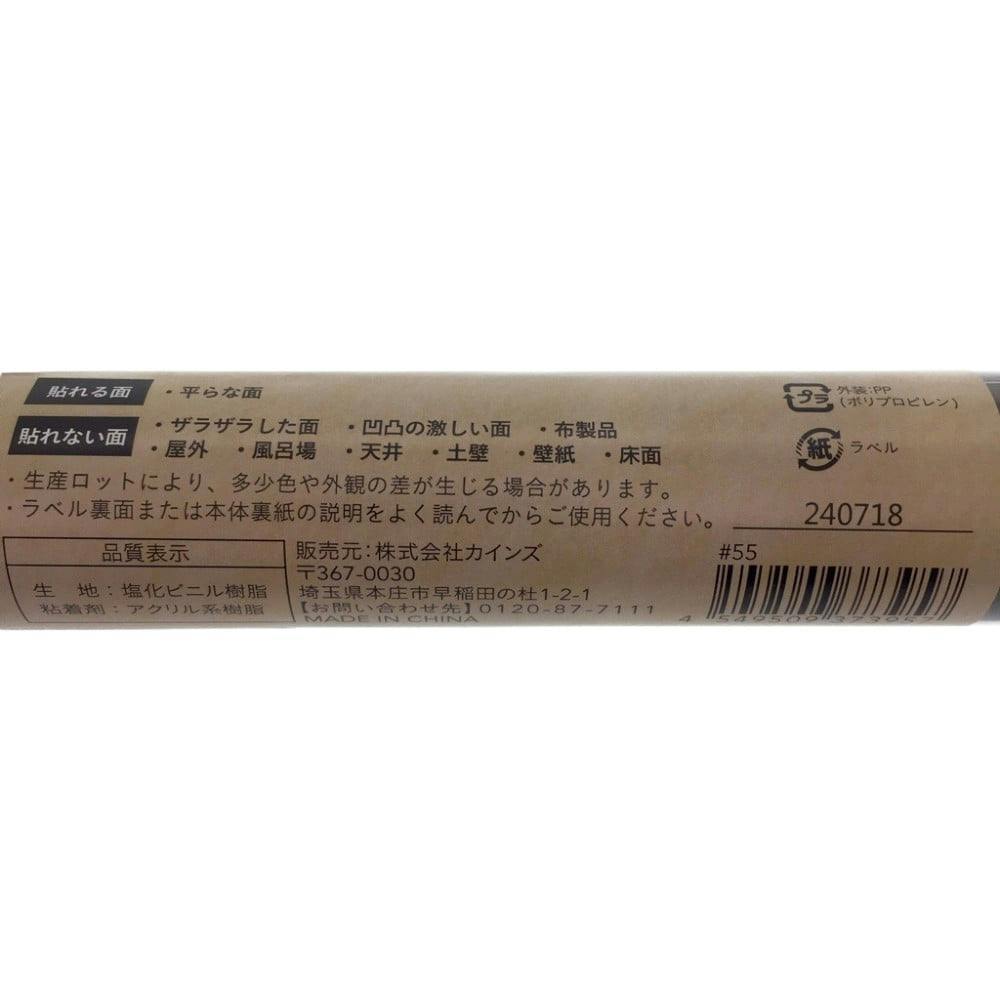 貼れる面 ・平らな面
貼れない面 ・ザラザラした面 ・凹凸の激しい面 ・布製品
・屋外 ・風呂場 ・天井 ・土壁 ・壁紙 ・床面
・生産ロットにより、多少色や外観の差が生じる場合があります。
・ラベル裏面または本体裏紙の説明をよく読んでからご使用ください。
品質表示
生 地:塩化ビニル樹脂
粘着剤:アクリル系樹脂
販売元:株式会社カインズ
〒367-0030
埼玉県本庄市早稲田の杜1-2-1
【お問い合わせ先】0120-87-7111
MADE IN CHINA
プラ 外装:PP
(ポリプロピレン)
紙 ラベル
240718
#55
4 549509 373957